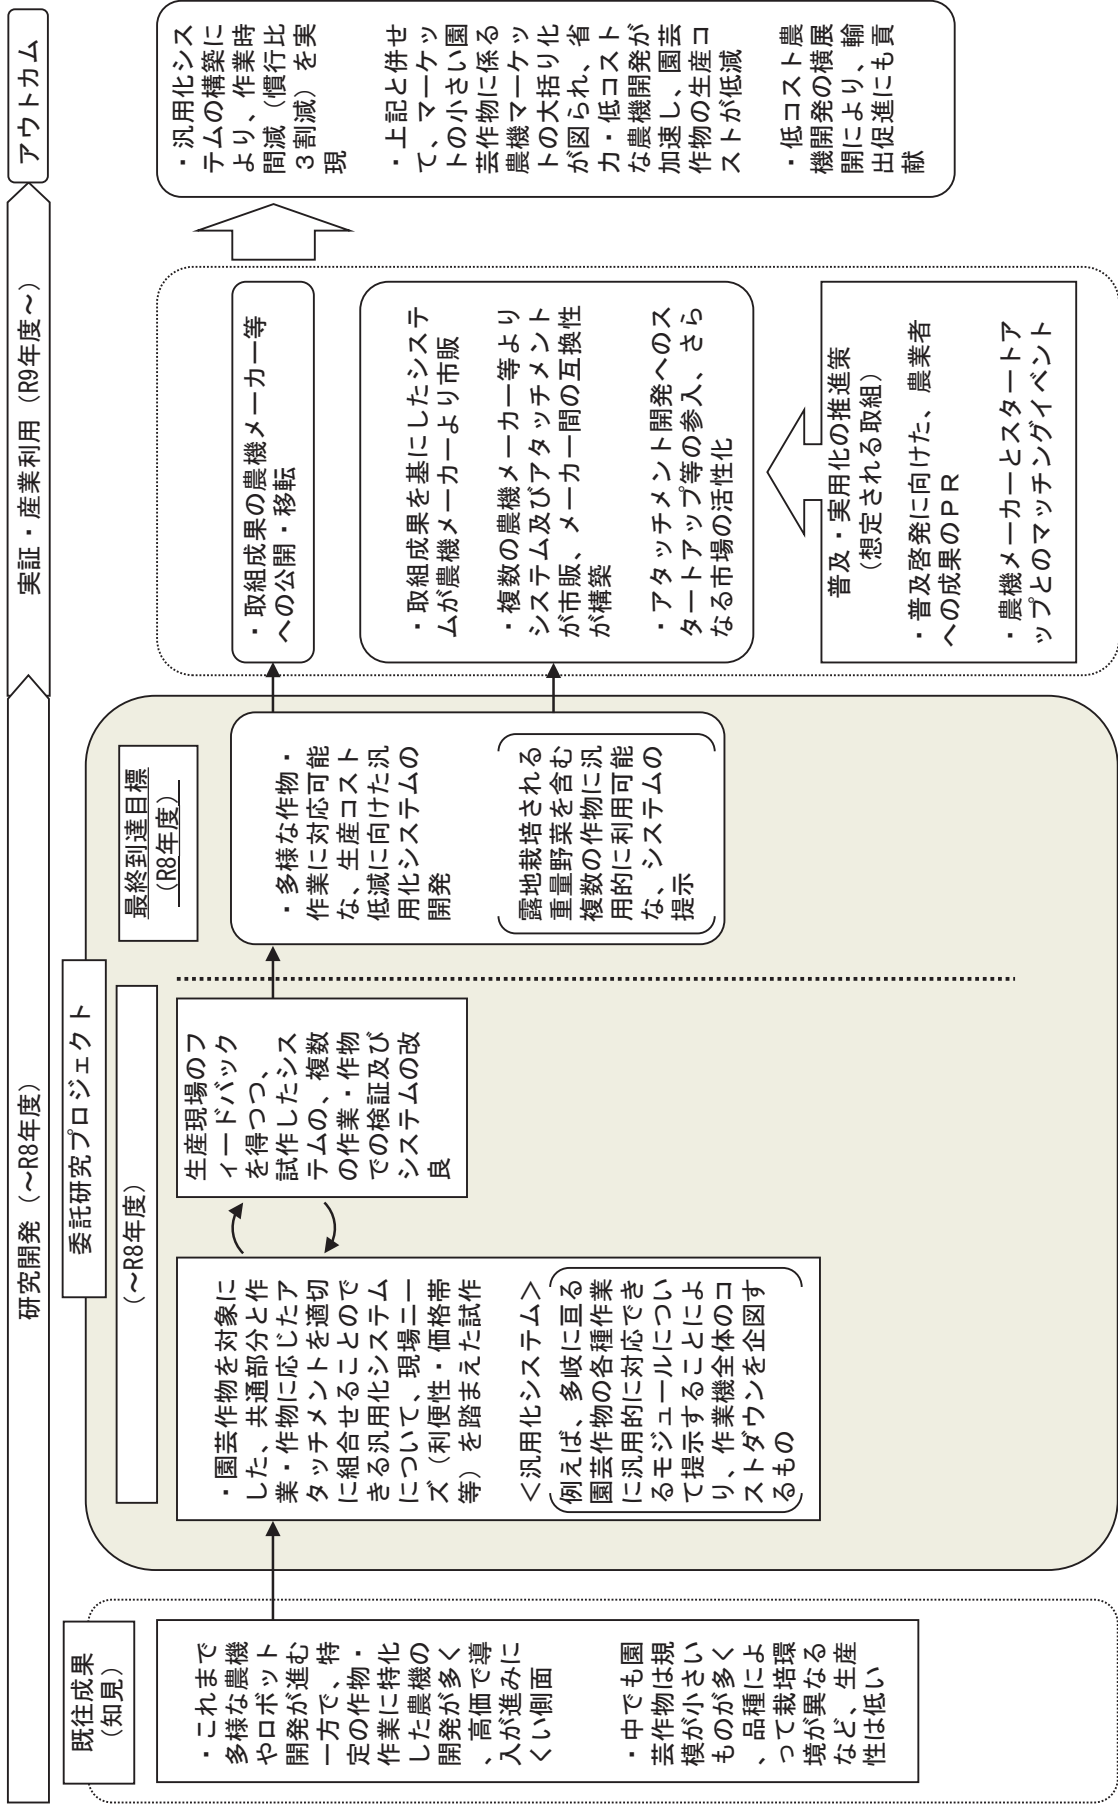 研究開発（～R8年度）
実証・産業利用（R9年度～）
アウトカム
既往成果
（知見）
・これまで
多様な農機
やロボット
開発が進む
一方で、特
定の作物・
作業に特化
した農機の
開発が多く
、高価で導
入が進みに
くい側面
・中でも園
芸作物は規
模が小さい
ものが多く
、品種によ
って栽培環
境が異なる
など、生産
性は低い
委託研究プロジェクト
（～R8年度）
・園芸作物を対象に
した、共通部分と作
業・作物に応じたア
タッチメントを適切
に組合せることので
きる汎用化システム
について、現場ニー
ズ（利便性・価格帯
等）を踏まえた試作
＜汎用化システム＞
例えば、多岐に亘る
園芸作物の各種作業
に汎用的に対応でき
るモジュールについ
て提示することによ
り、作業機全体のコ
ストダウンを企図す
るもの
生産現場のフ
ィードバック
を得つつ、
試作したシス
テムの、複数
の作業・作物
での検証及び
システムの改
良
最終到達目標
（R8年度）
・多様な作物・
作業に対応可能
な、生産コスト
低減に向けた汎
用化システムの
開発
露地栽培される
重量野菜を含む
複数の作物に汎
用的に利用可能
な、システムの
提示
・取組成果の農機メーカー等
への公開・移転
・取組成果を基にしたシステ
ムが農機メーカーより市販
・複数の農機メーカー等より
システム及びアタッチメント
が市販、メーカー間の互換性
が構築
・アタッチメント開発へのス
タートアップ等の参入、さら
なる市場の活性化
普及・実用化の推進策
（想定される取組）
・普及啓発に向けた、農業者
への成果のＰＲ
・農機メーカーとスタートア
ップとのマッチングイベント
・汎用化シス
テムの構築に
より、作業時
間減（慣行比
３割減）を実
現
・上記と併せ
て、マーケッ
トの小さい園
芸作物に係る
農機マーケッ
トの大括り化
が図られ、省
力・低コスト
な農機開発が
加速し、園芸
作物の生産コ
ストが低減
・低コスト農
機開発の横展
開により、輸
出促進にも貢
献